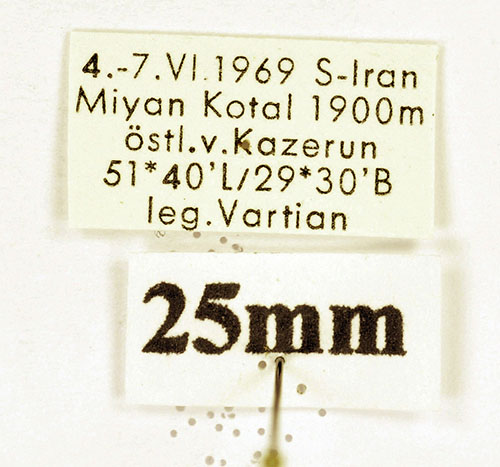 4.-7.VI.1969 S-Iran
Miyan Kotal 1900m
östl.v.Kazerun
51*40'L/29*30'B
leg.Vartian
25mm